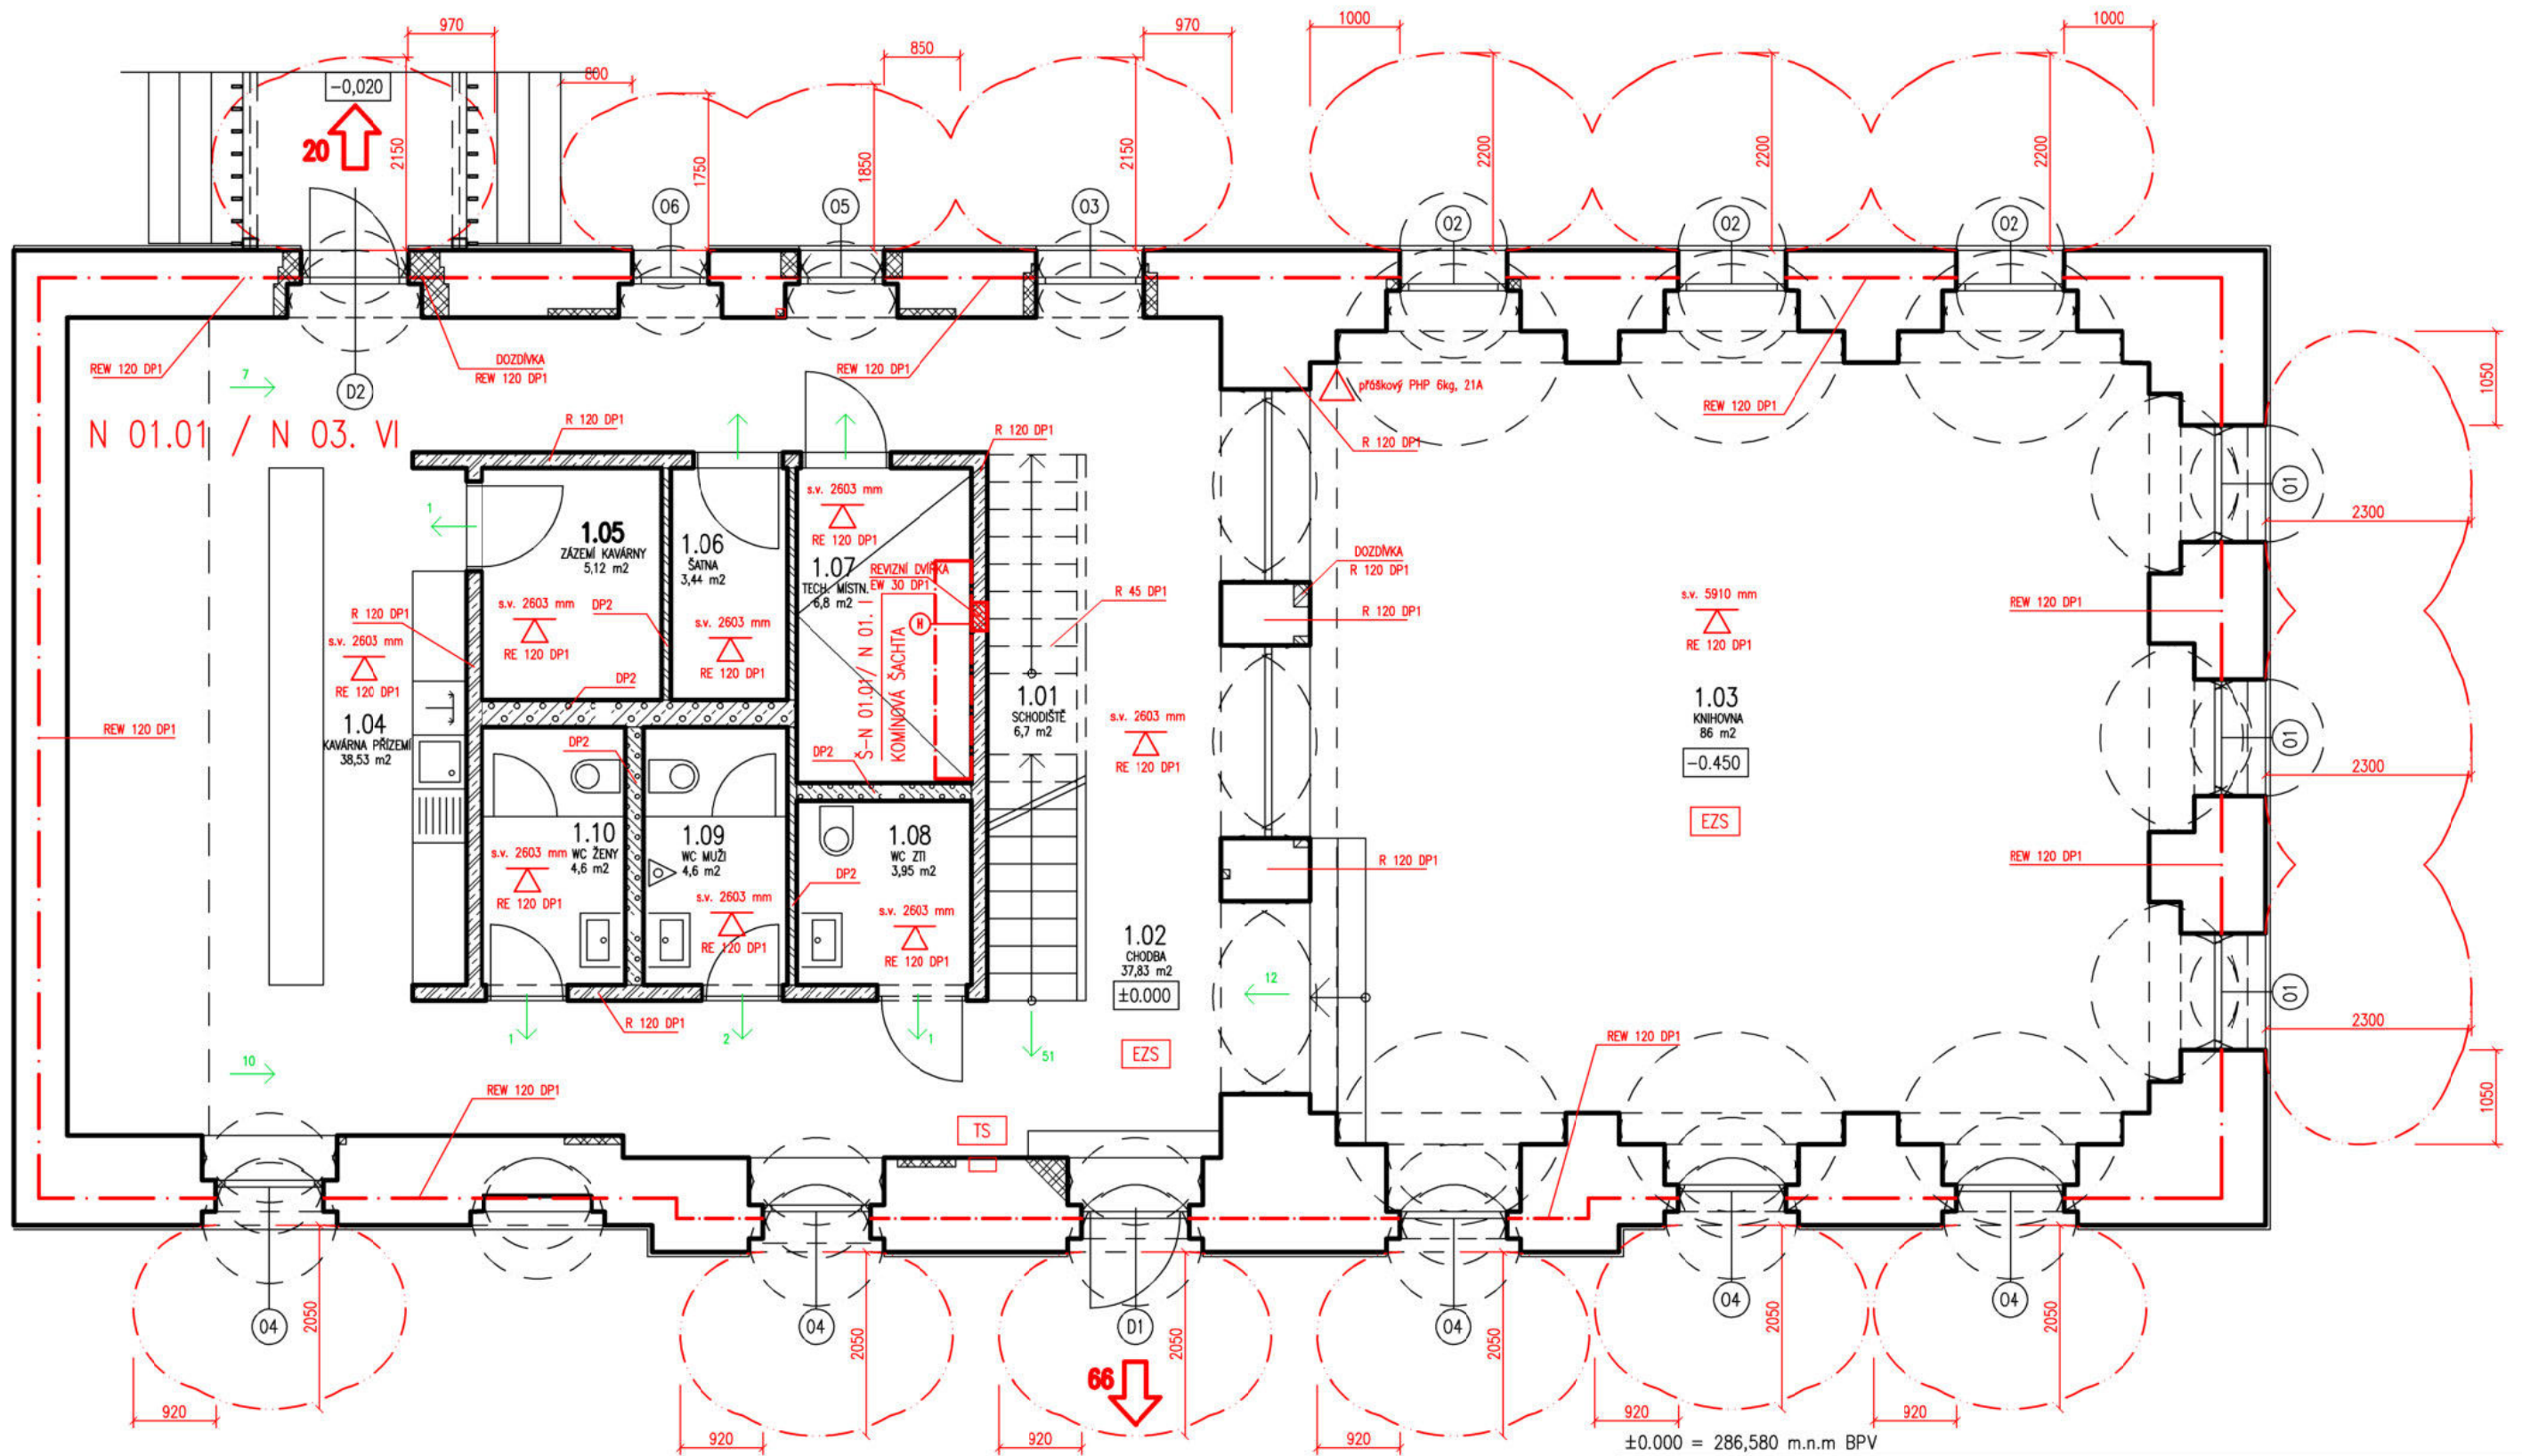 970
850
970
1000
1000
800
-0,020
20
2150
1750
1850
2150
2200
2200
2200
06
05
03
02
02
02
REW 120 DP1
DOZDÍVKA
REW 120 DP1
REW 120 DP1
D2
7
práškový PHP 6kg, 21A
REW 120 DP1
1050
N 01.01 / N 03. VI
R 120 DP1
R 120 DP1
R 120 DP1
01
2300
s.v. 2603 mm
RE 120 DP1
1
1.05
ZÁZEMÍ KAVÁRNY
5,12 m2
1.06
ŠATNA
3,44 m2
1.07
TECH. MÍSTN.
6,8 m2
REVIZNÍ DVÍŘKA
EW 30 DP1
H
DOZDÍVKA
R 120 DP1
R 45 DP1
R 120 DP1
s.v. 5910 mm
RE 120 DP1
REW 120 DP1
R 120 DP1
s.v. 2603 mm
RE 120 DP1
s.v. 2603 mm
RE 120 DP1
DP2
s.v. 2603 mm
RE 120 DP1
DP2
Š-N 01.01/ N 01. I
KOMÍNOVÁ ŠACHTA
1.01
SCHODIŠTĚ
6,7 m2
s.v. 2603 mm
RE 120 DP1
1.03
KNIHOVNA
86 m2
-0.450
EZS
01
2300
REW 120 DP1
1.04
KAVÁRNA PŘÍZEMÍ
38,53 m2
DP2
DP2
1.10
WC ŽENY
4,6 m2
s.v. 2603 mm
RE 120 DP1
1.09
WC MUŽI
4,6 m2
s.v. 2603 mm
RE 120 DP1
1.08
WC ZTI
3,95 m2
DP2
s.v. 2603 mm
RE 120 DP1
R 120 DP1
REW 120 DP1
1.02
CHODBA
37,83 m2
±0.000
12
01
2300
1050
R 120 DP1
1
2
1
51
EZS
10
REW 120 DP1
REW 120 DP1
TS
04
2050
04
2050
D1
2050
04
2050
04
2050
04
2050
66
920
920
920
920
920
920
±0.000 = 286,580 m.n.m BPV